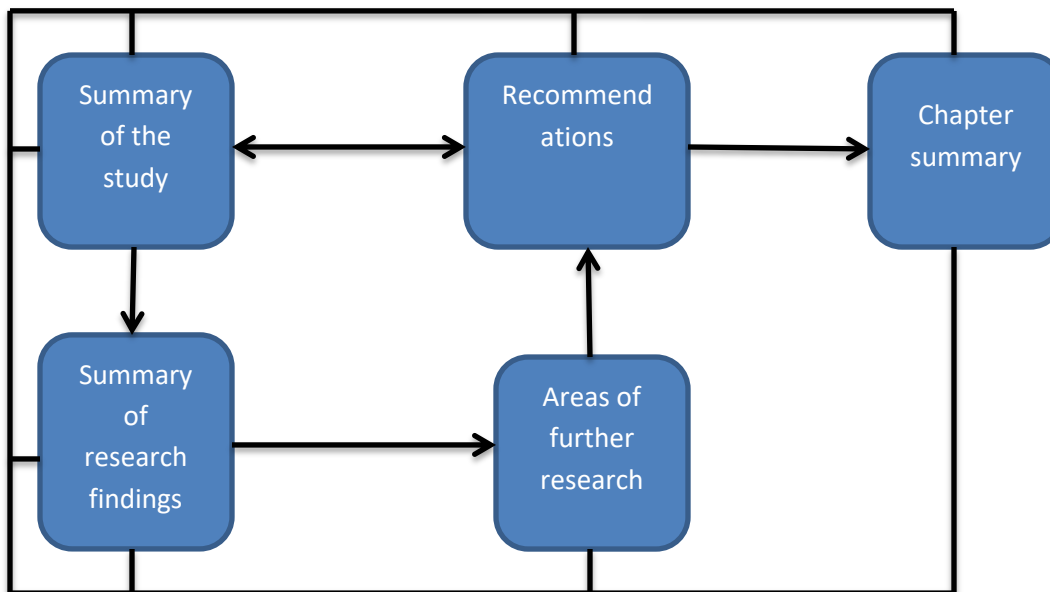 Summary
of the
study
Recommend
ations
Chapter
summary
Summary
of
research
findings
Areas of
further
research